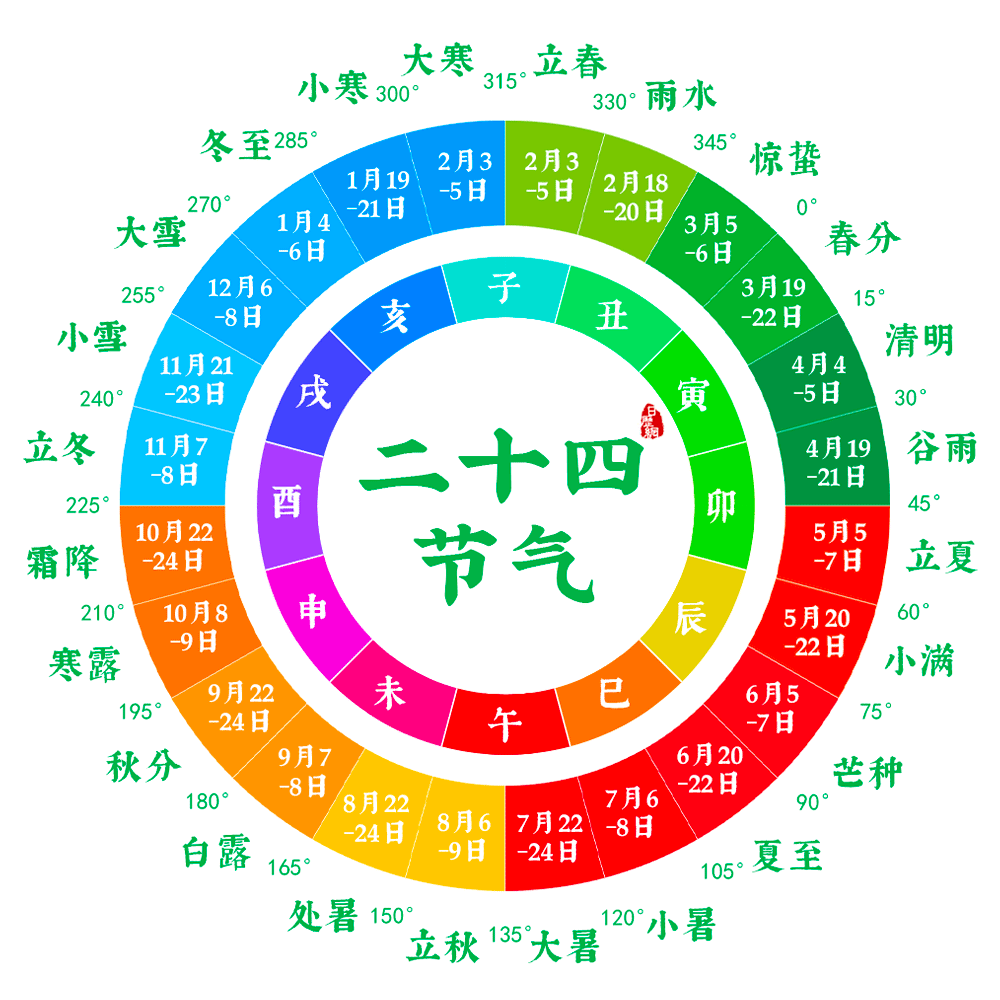 立春
315°
2月3
-5日
雨水
330°
2月18
-20日
惊蛰
345°
3月5
-6日
春分
0°
3月19
-22日
清明
15°
4月4
-5日
谷雨
30°
4月19
-21日
立夏
45°
5月5
-7日
小满
60°
5月20
-22日
芒种
75°
6月5
-7日
夏至
90°
6月20
-22日
小暑
105°
7月6
-8日
大暑
120°
7月22
-24日
立秋
135°
8月6
-9日
处暑
150°
8月22
-24日
白露
165°
9月7
-8日
秋分
180°
9月22
-24日
寒露
195°
10月8
-9日
霜降
210°
10月22
-24日
立冬
225°
11月7
-8日
小雪
240°
11月21
-23日
大雪
255°
12月6
-8日
冬至
270°
1月4
-6日
小寒
285°
1月19
-21日
大寒
300°
2月3
-5日
子
丑
寅
卯
辰
巳
午
未
申
酉
戌
亥
二十四
节气
日历网